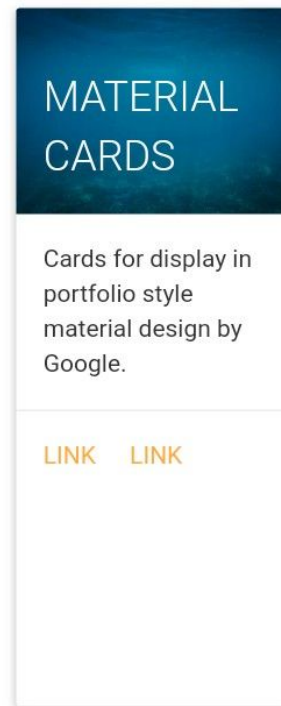 MATERIAL
CARDS
Cards for display in
portfolio style
material design by
Google.
LINK LINK